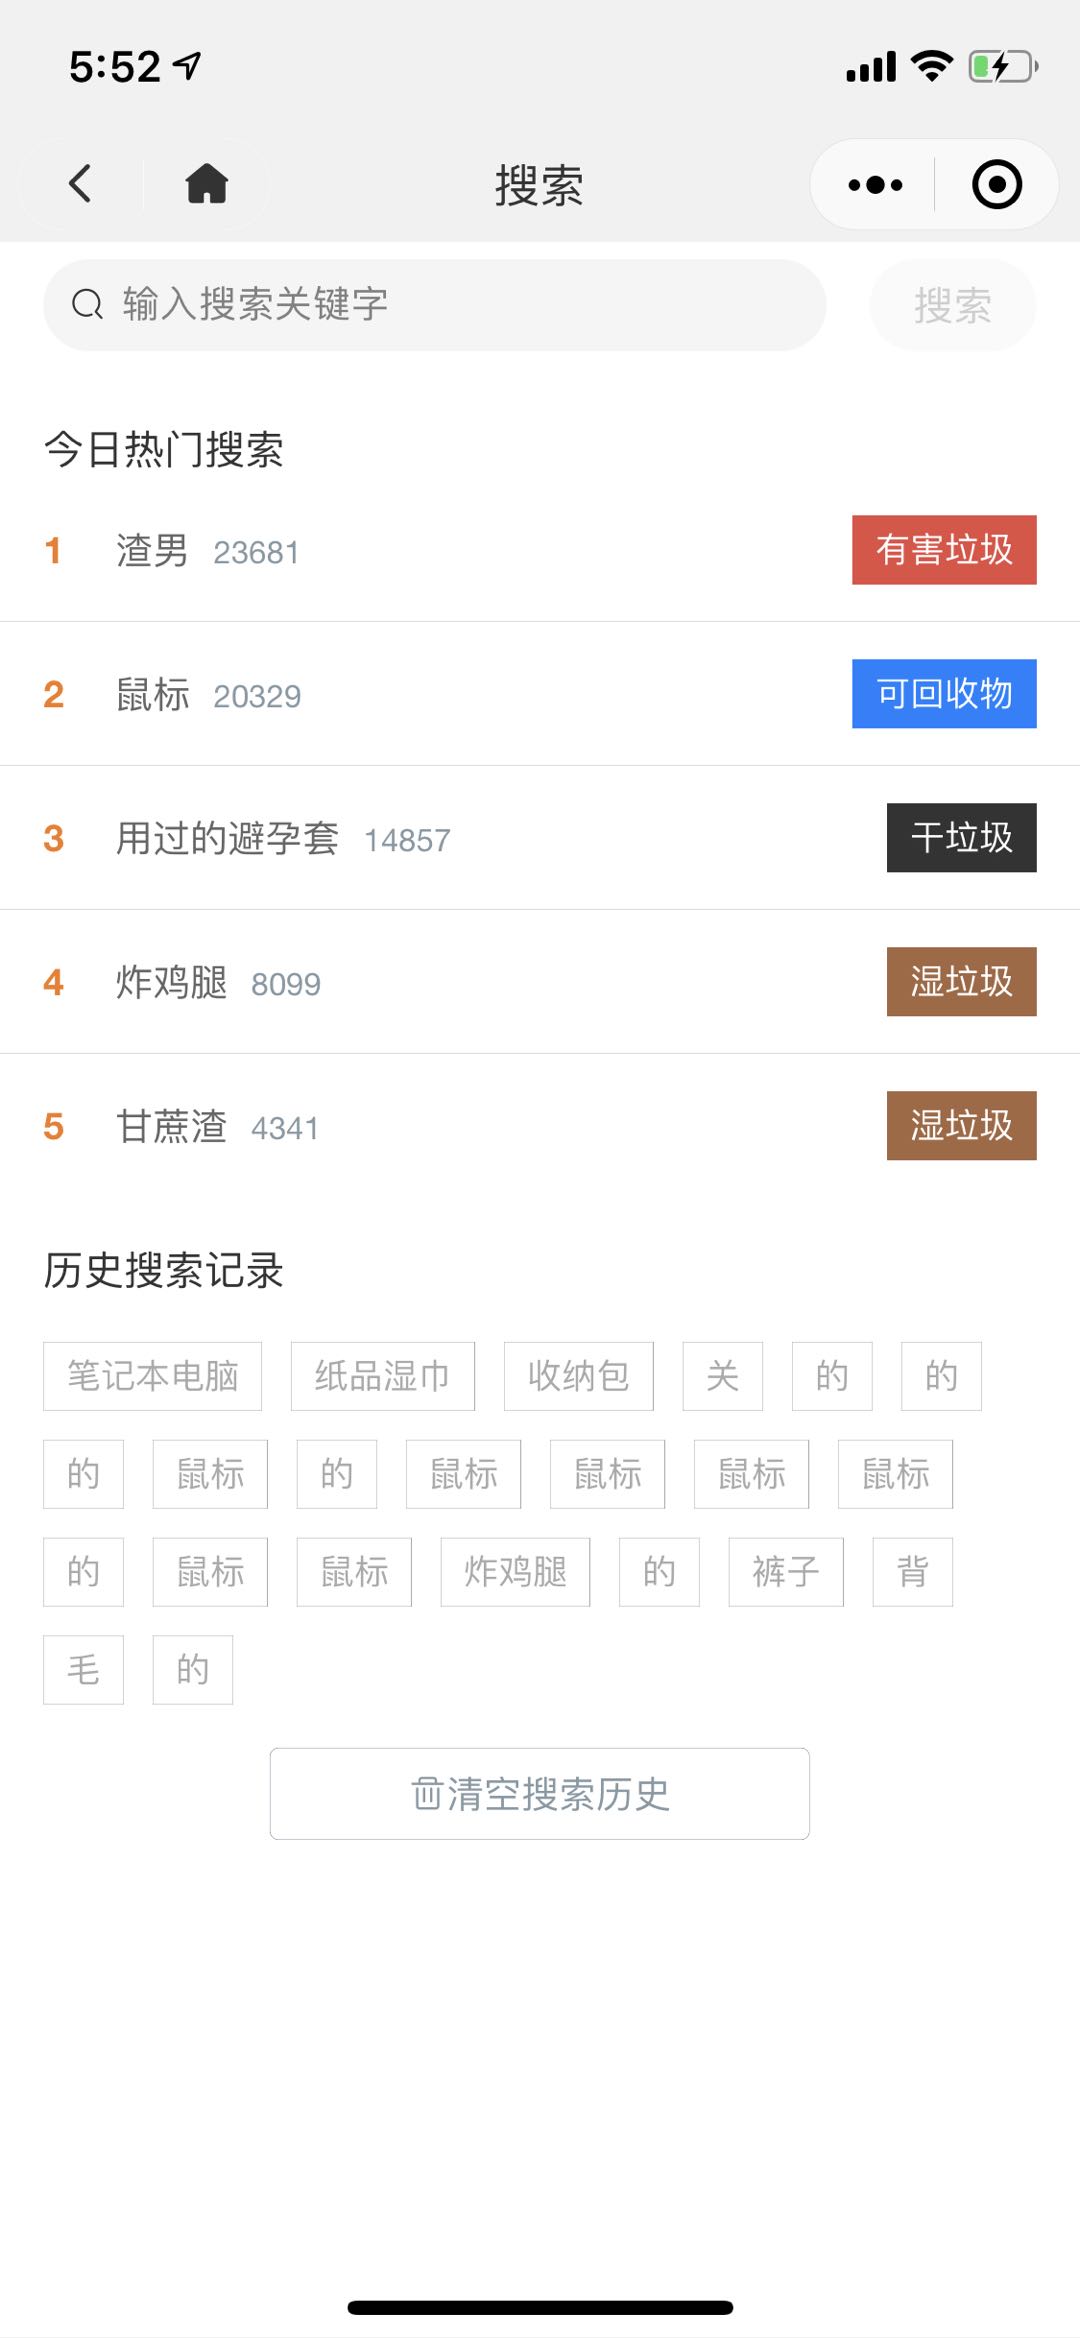 5:52
搜索
输入搜索关键字 搜索
今日热门搜索
1 渣男 23681 有害垃圾
2 鼠标 20329 可回收物
3 用过的避孕套 14857 干垃圾
4 炸鸡腿 8099 湿垃圾
5 甘蔗渣 4341 湿垃圾
历史搜索记录
笔记本电脑 纸品湿巾 收纳包 关 的 的
的 鼠标 的 鼠标 鼠标 鼠标 鼠标
的 鼠标 鼠标 炸鸡腿 的 裤子 背
毛 的
清空搜索历史